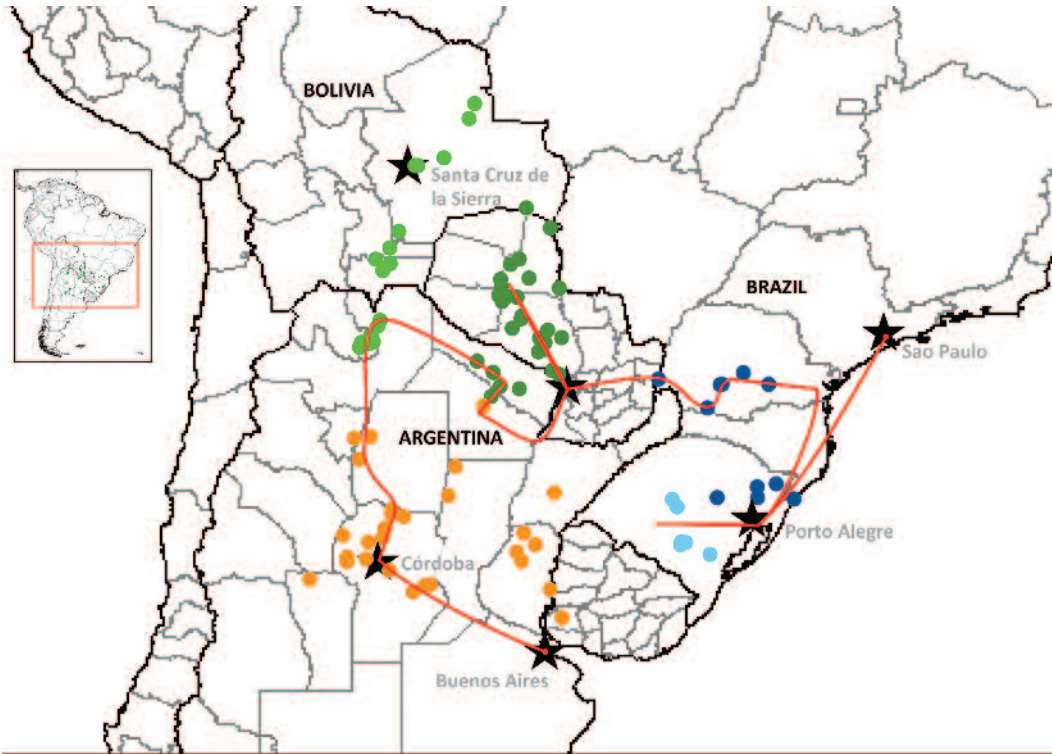 BOLIVIA
Santa Cruz de
la Sierra
BRAZIL
Sao Paulo
ARGENTINA
Porto Alegre
Córdoba
Buenos Aires